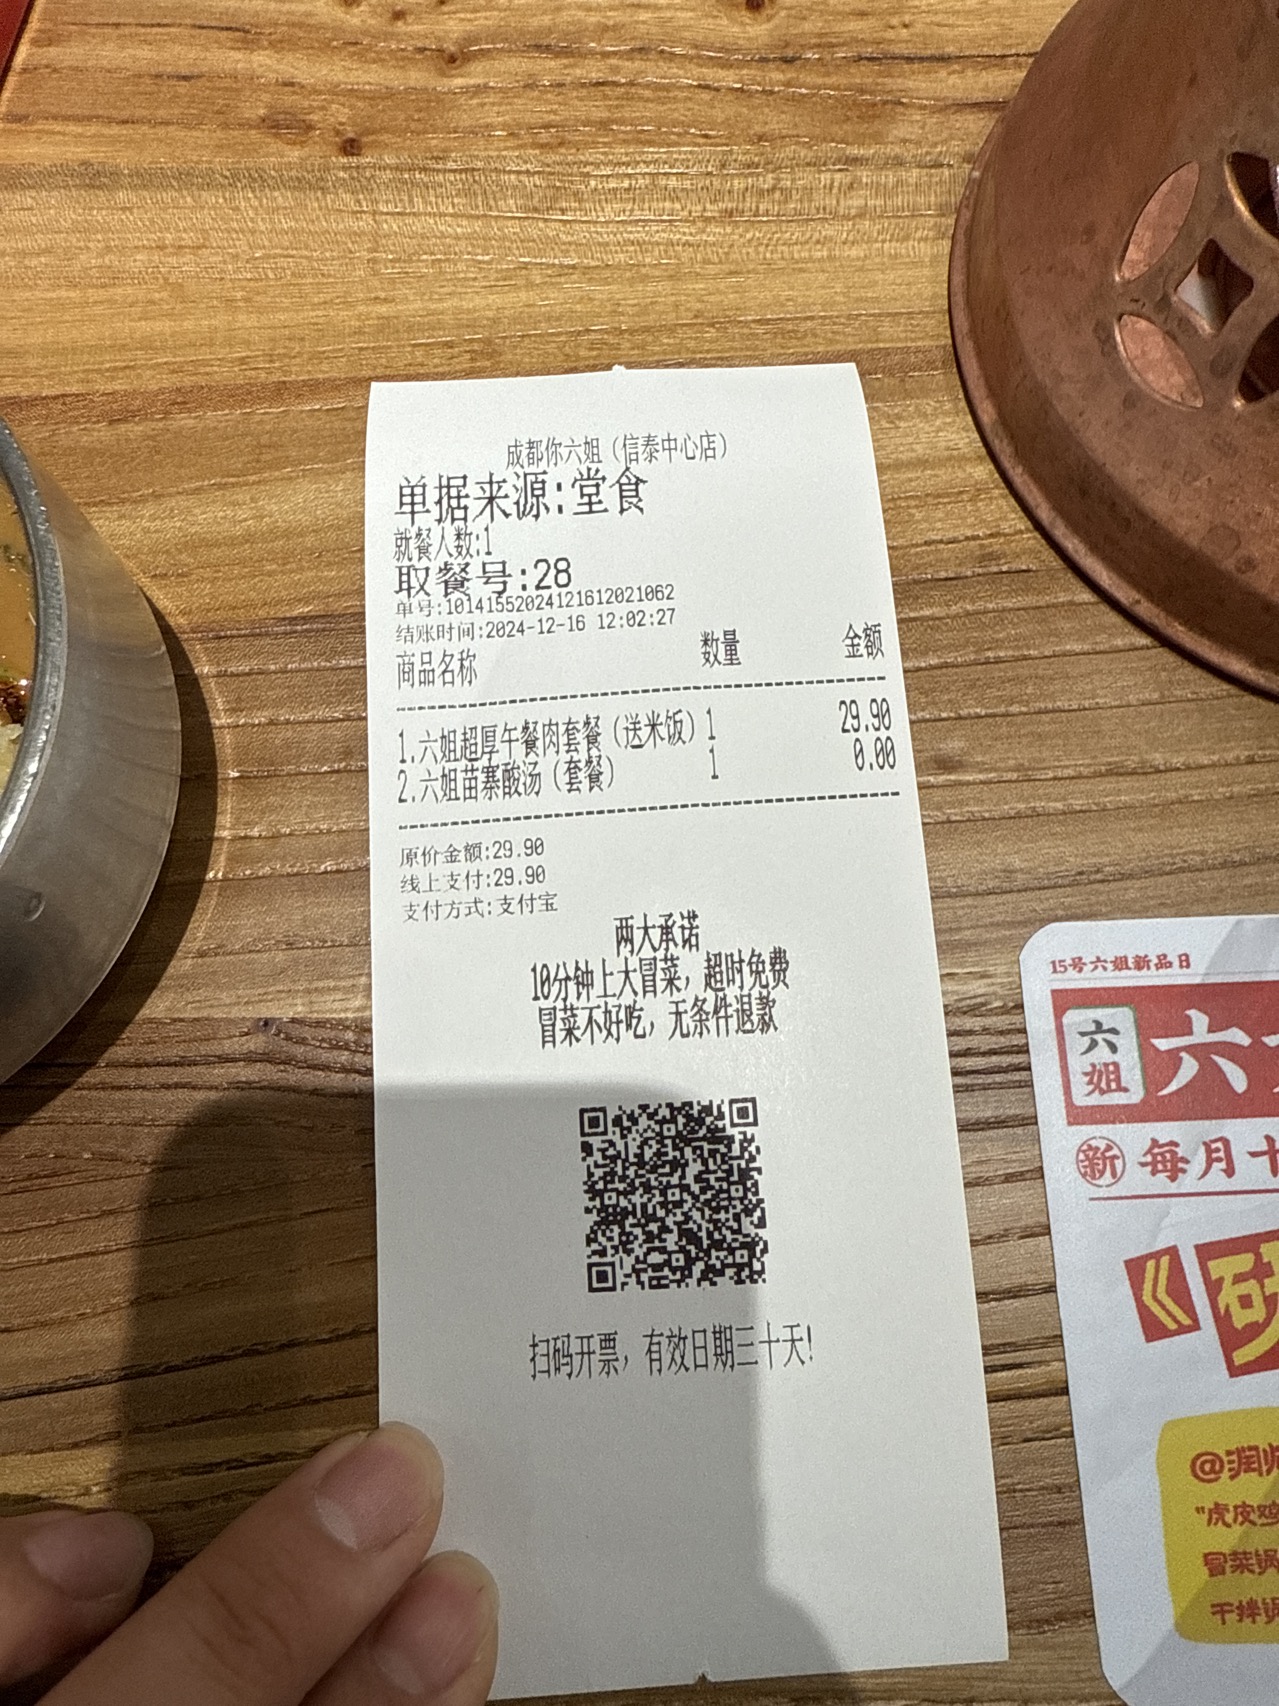 成都你六姐（信泰中心店）
单据来源:堂食
就餐人数:1
取餐号:28
单号:10141552024121612021062
结账时间:2024-12-16 12:02:27
商品名称 数量 金额
1.六姐超厚午餐肉套餐（送米饭） 1 29.90
2.六姐苗寨酸汤（套餐） 1 0.00
原价金额:29.90
线上支付:29.90
支付方式:支付宝
两大承诺
10分钟上大冒菜，超时免费
冒菜不好吃，无条件退款
扫码开票，有效日期三十天！
15号六姐新品日
六姐
六
新 每月十
《研
@润
"虎皮鸡
冒菜锅
干拌锅